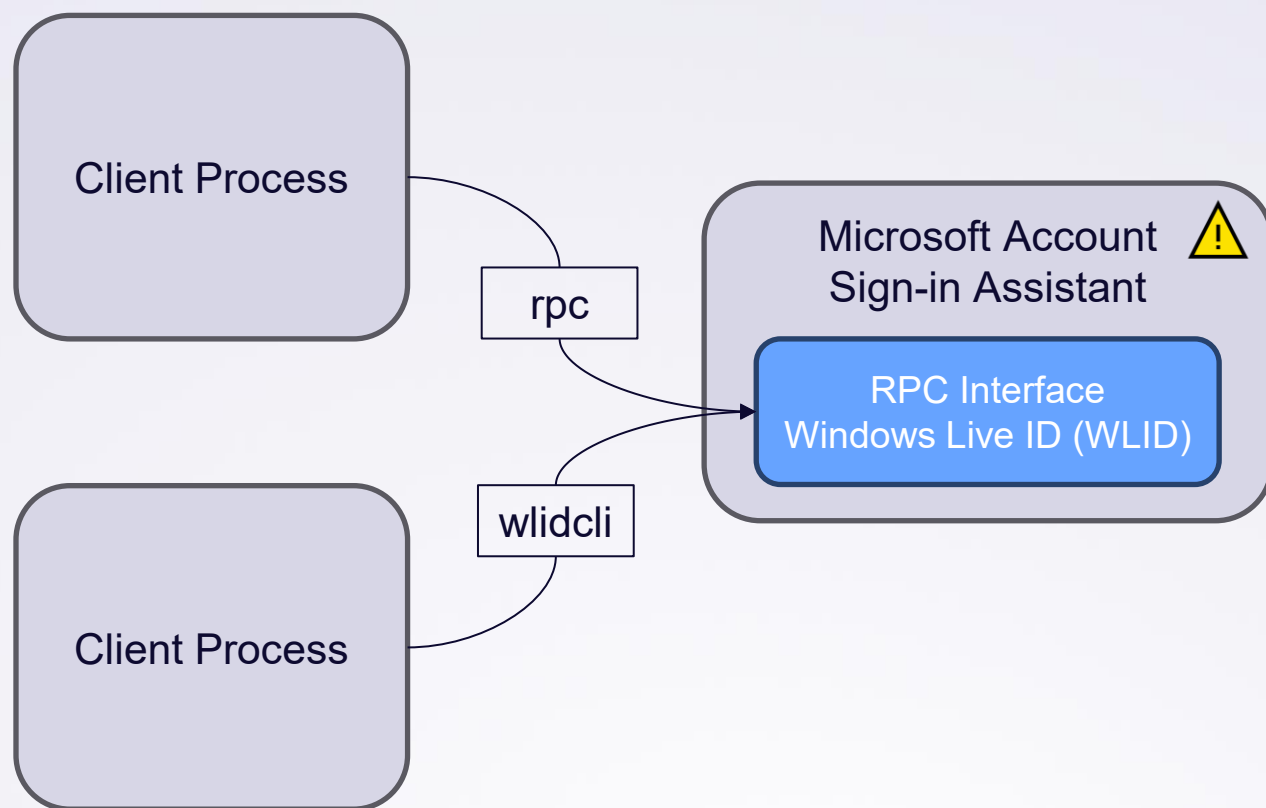 Client Process
rpc
Microsoft Account
Sign-in Assistant
!
RPC Interface
Windows Live ID (WLID)
wlidcli
Client Process